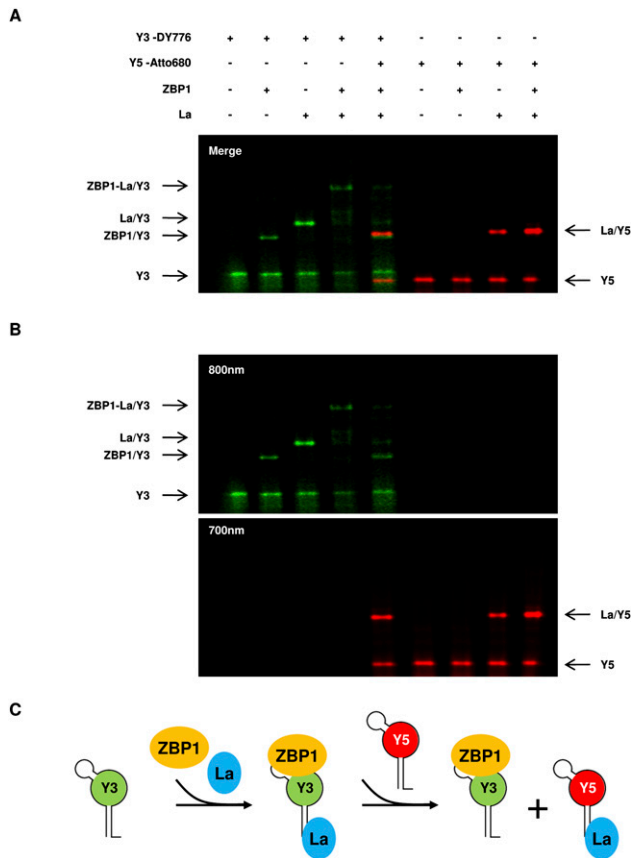 A
Y3 -DY776 + + + + + - - - -
Y5 -Atto680 - - - - + + + + +
ZBP1 - + - + + - + - +
La - - + + + - - + +
Merge
ZBP1-La/Y3
La/Y3
ZBP1/Y3
Y3
La/Y5
Y5
B
800nm
ZBP1-La/Y3
La/Y3
ZBP1/Y3
Y3
700nm
La/Y5
Y5
C
Y3
ZBP1
La
ZBP1
Y3
La
Y5
ZBP1
Y3
+
Y5
La